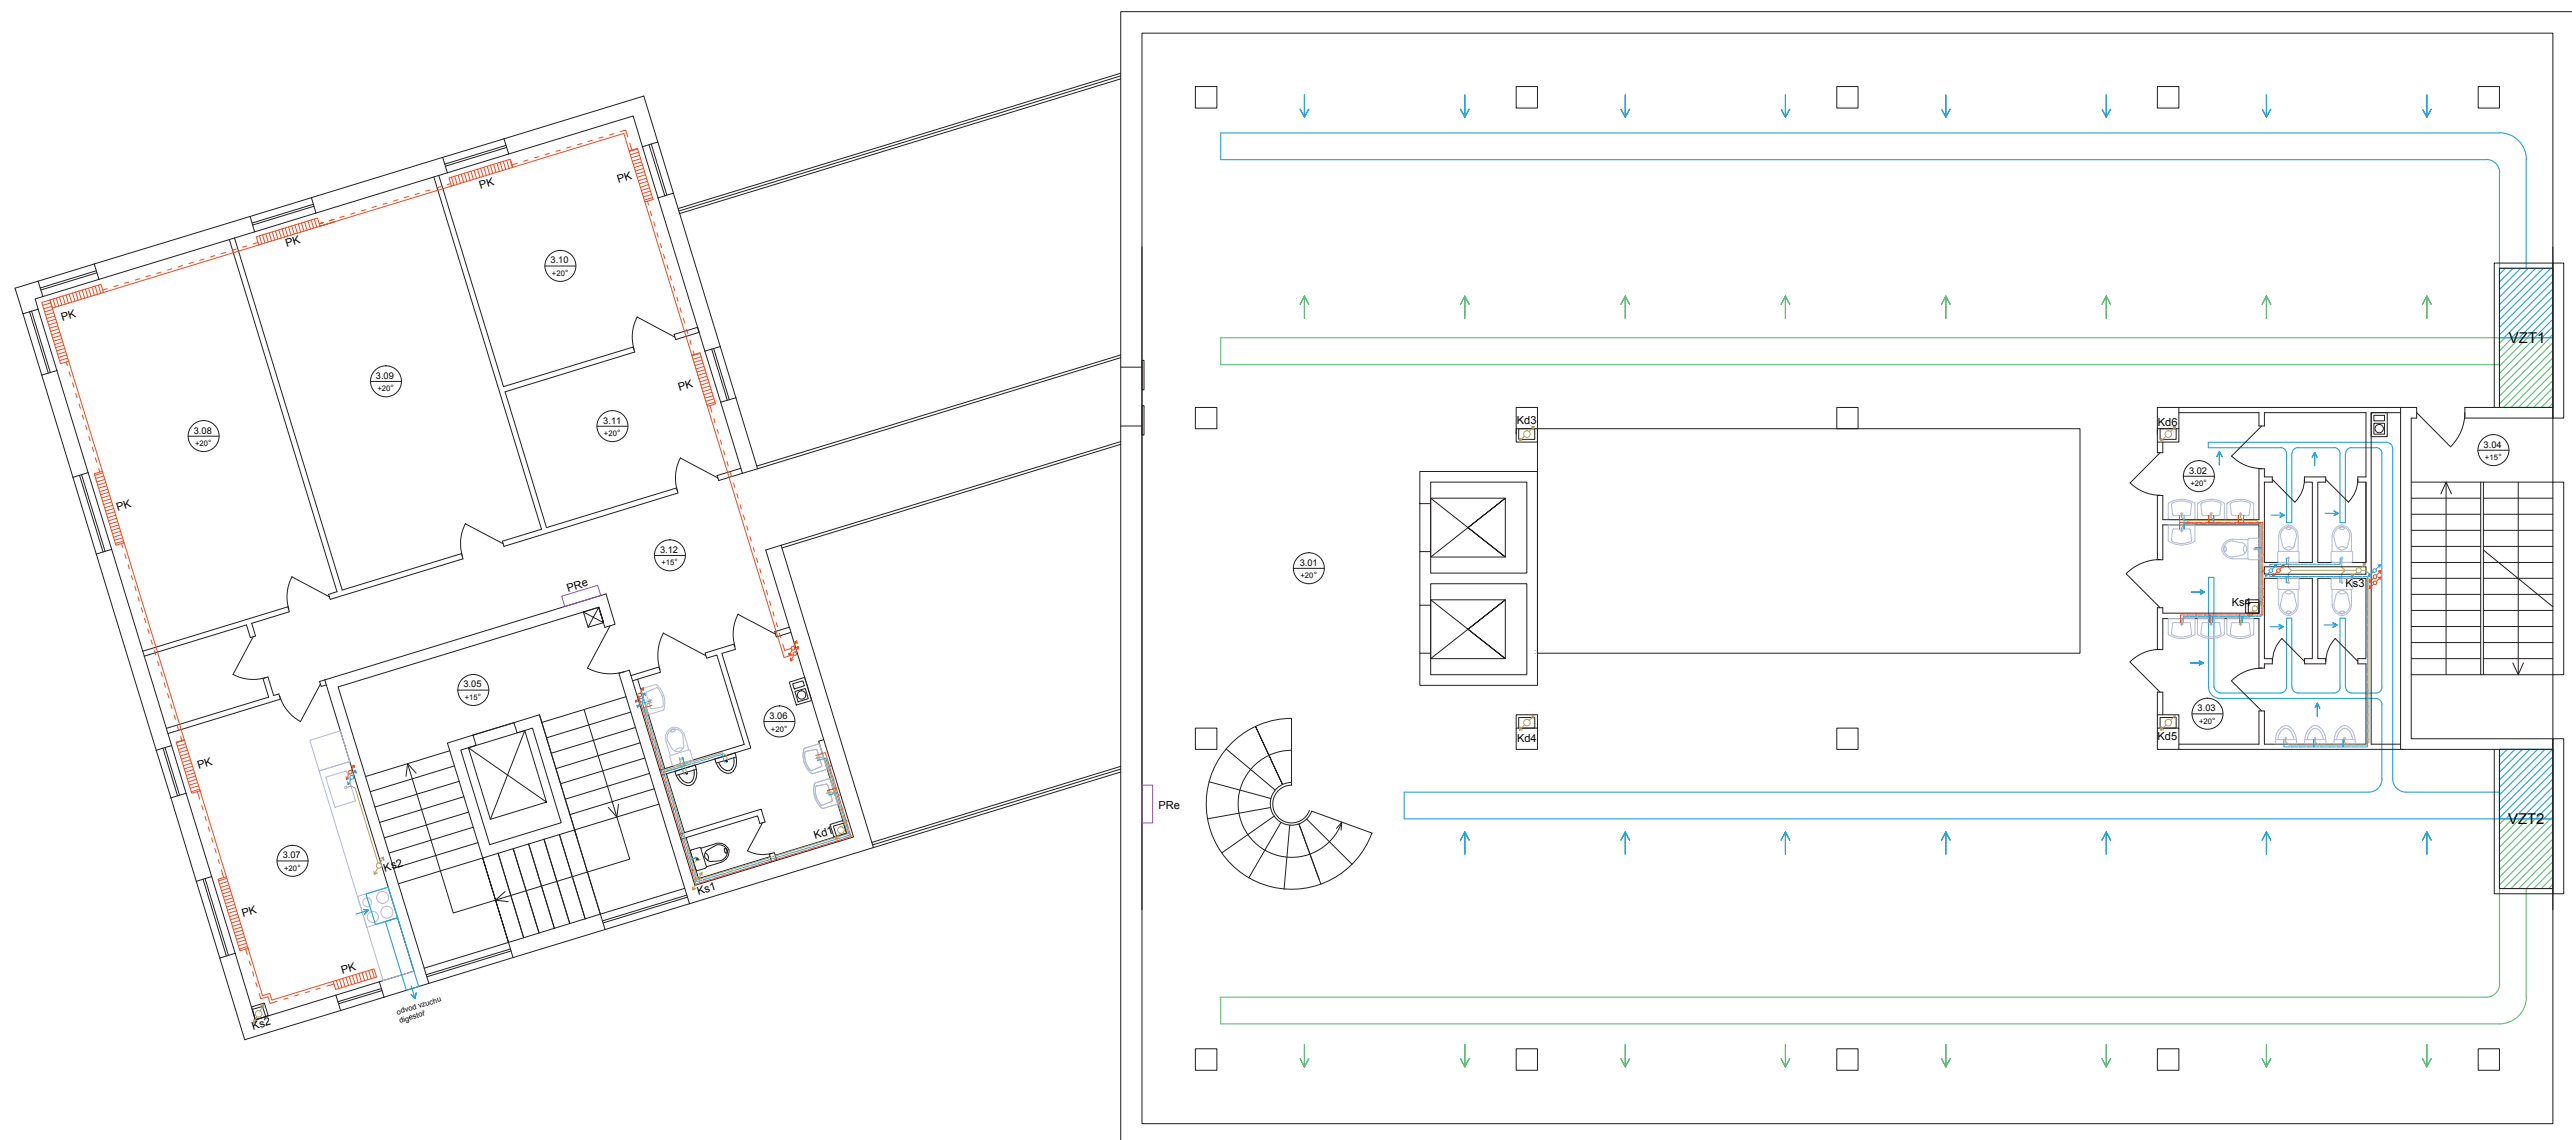 PK
PK
PK
PK
3.10
+20°
3.09
+20°
3.08
+20°
3.11
+20°
PK
PK
3.12
+15°
PRe
3.05
+15°
3.06
+20°
PK
Kd1
Ks2
Ks1
3.07
+20°
PK
PK
odvod vzuchu
digestoř
Ks2
VZT1
Kd3
Kd6
3.04
+15°
3.02
+20°
3.01
+20°
Ks3
Ks4
3.03
+20°
Kd4
Kd5
PRe
VZT2